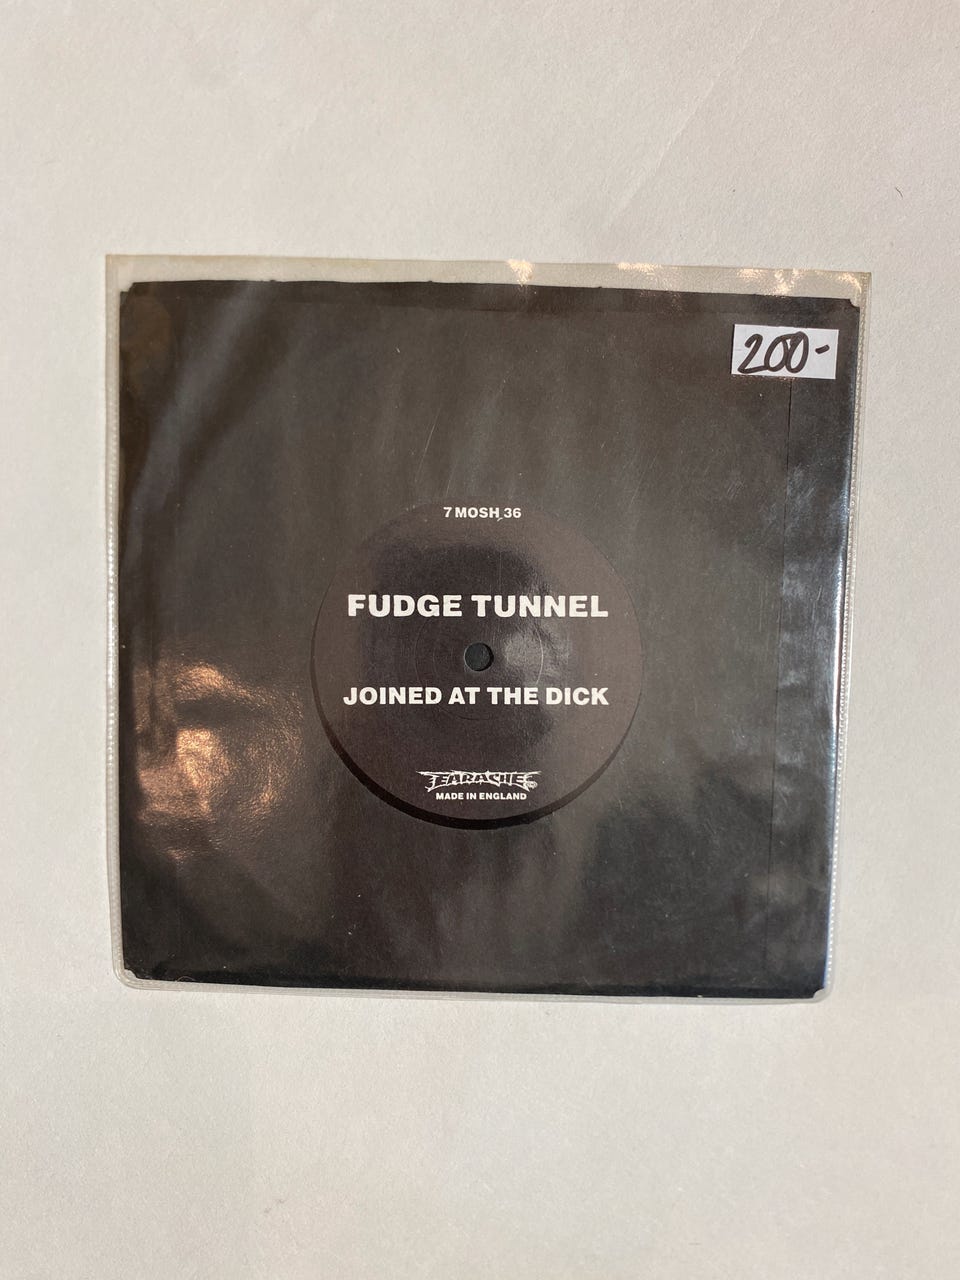 200-
7 MOSH 36
FUDGE TUNNEL
JOINED AT THE DICK
EARACHE
MADE IN ENGLAND